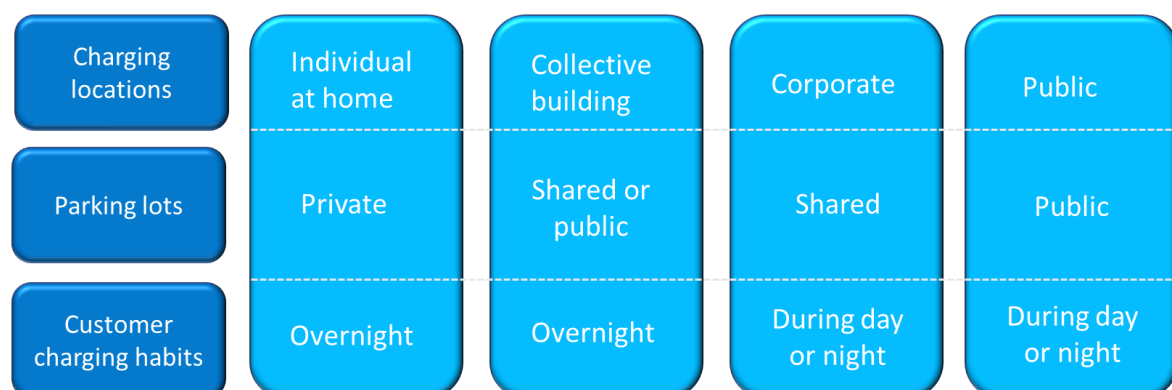 Charging
locations
Individual
at home
Collective
building
Corporate
Public
Parking lots
Private
Shared or
public
Shared
Public
Customer
charging habits
Overnight
Overnight
During day
or night
During day
or night